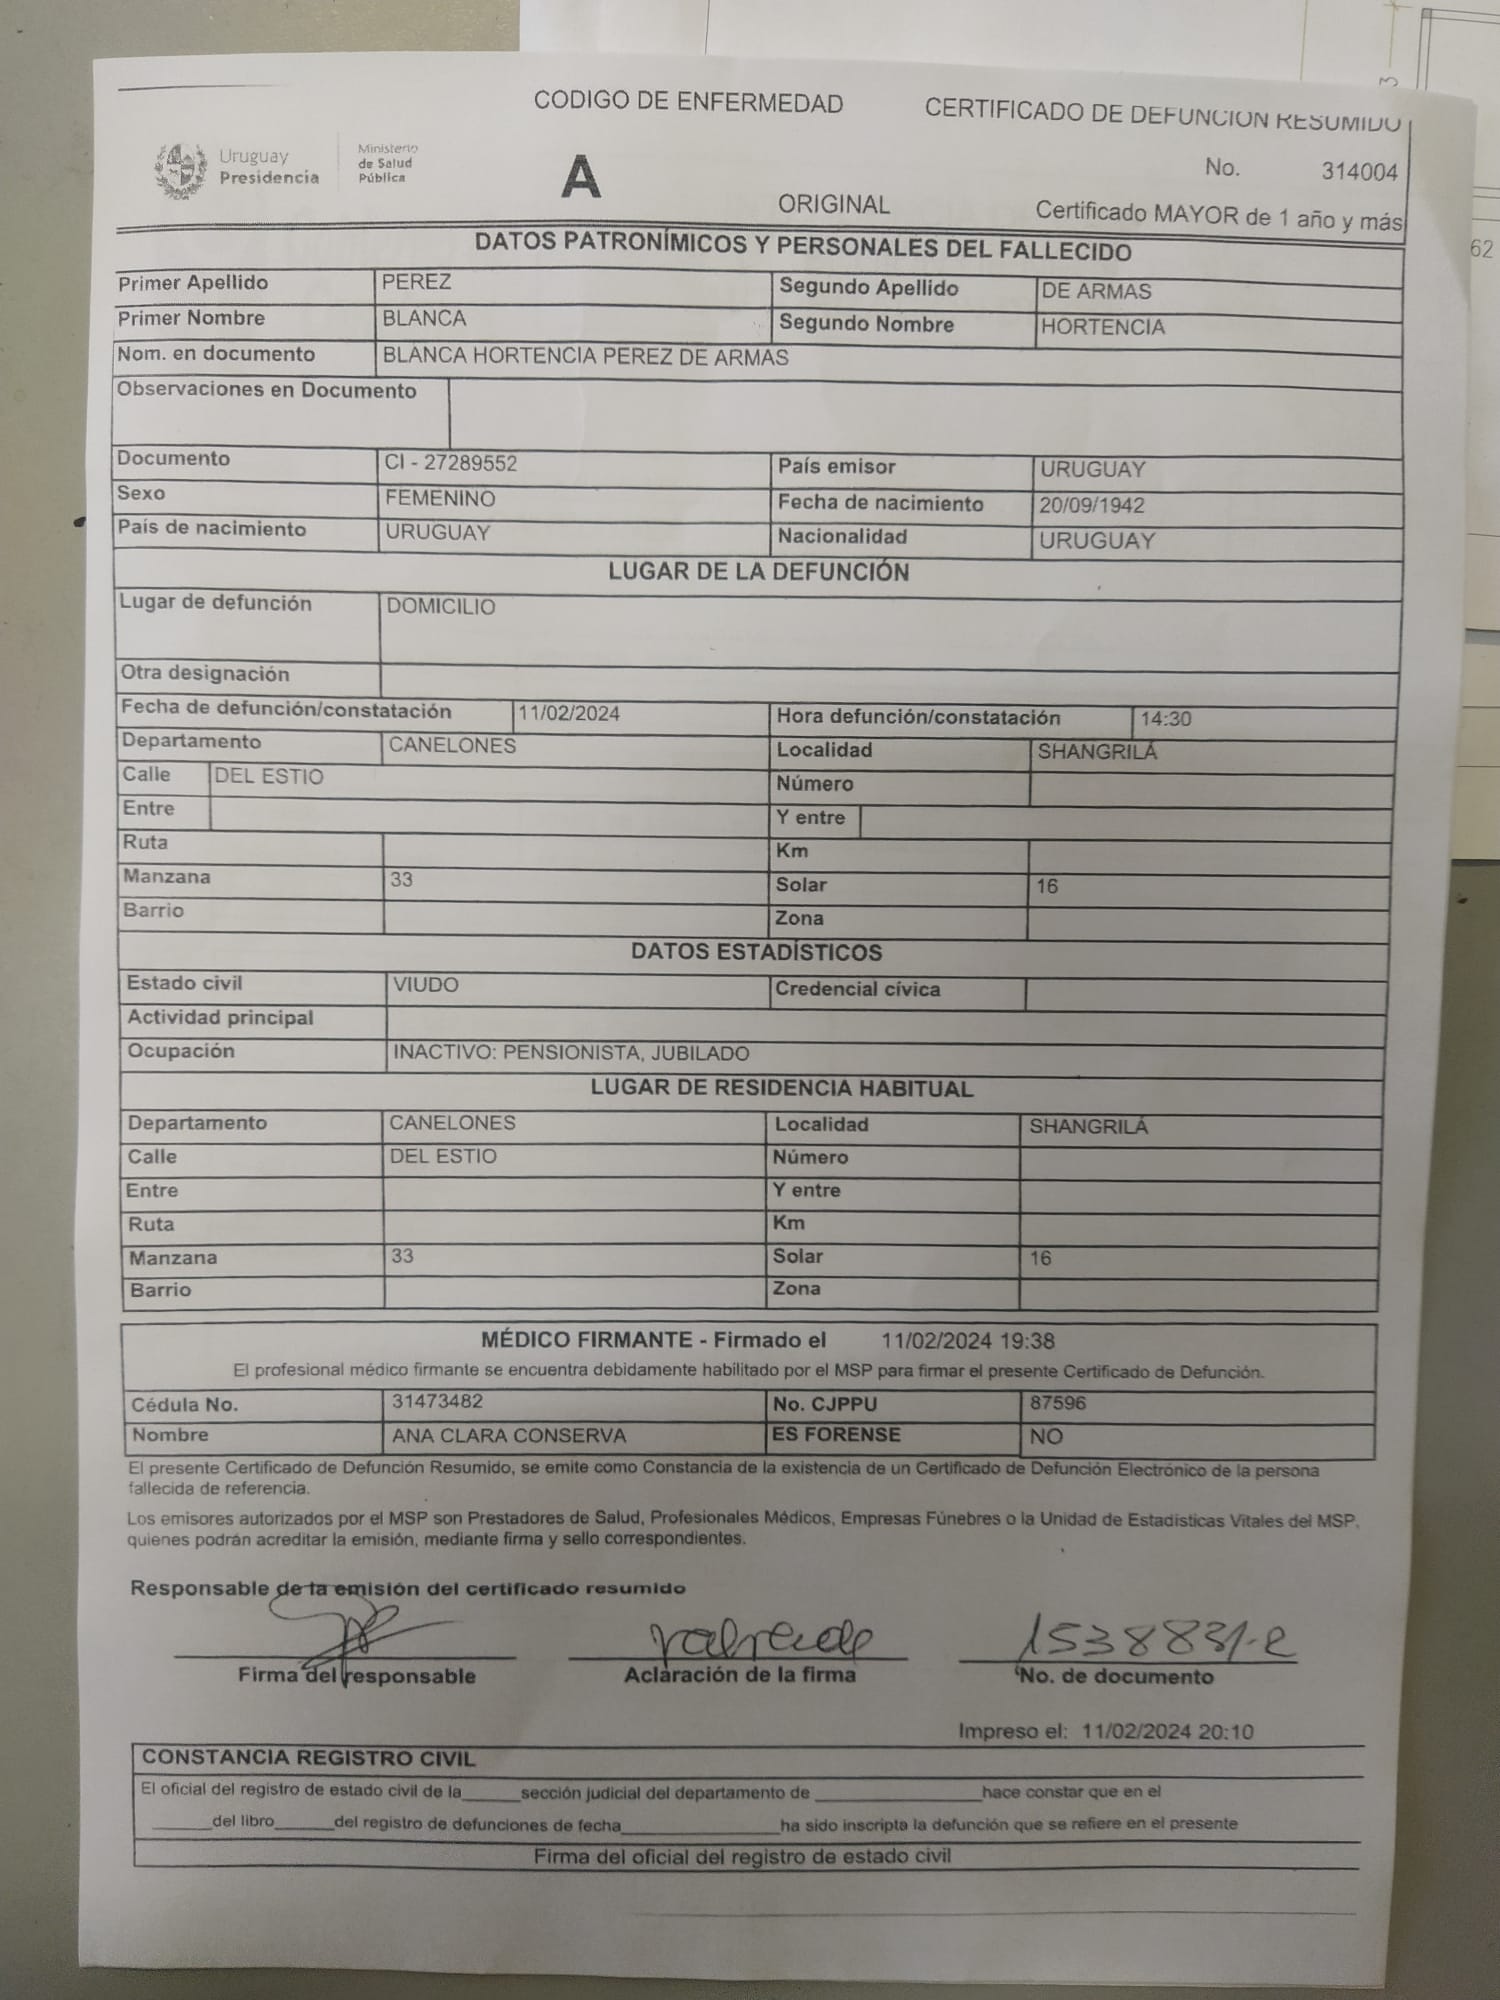 CODIGO DE ENFERMEDAD CERTIFICADO DE DEFUNCION RESUMIDO
Uruguay Presidencia Ministerio de Salud Pública A No. 314004
ORIGINAL Certificado MAYOR de 1 año y más
DATOS PATRONÍMICOS Y PERSONALES DEL FALLECIDO
Primer Apellido PEREZ Segundo Apellido DE ARMAS
Primer Nombre BLANCA Segundo Nombre HORTENCIA
Nom. en documento BLANCA HORTENCIA PEREZ DE ARMAS
Observaciones en Documento
Documento CI - 27289552 País emisor URUGUAY
Sexo FEMENINO Fecha de nacimiento 20/09/1942
País de nacimiento URUGUAY Nacionalidad URUGUAY
LUGAR DE LA DEFUNCIÓN
Lugar de defunción DOMICILIO
Otra designación
Fecha de defunción/constatación 11/02/2024 Hora defunción/constatación 14:30
Departamento CANELONES Localidad SHANGRILÁ
Calle DEL ESTIO Número
Entre Y entre
Ruta Km
Manzana 33 Solar 16
Barrio Zona
DATOS ESTADÍSTICOS
Estado civil VIUDO Credencial cívica
Actividad principal
Ocupación INACTIVO: PENSIONISTA, JUBILADO
LUGAR DE RESIDENCIA HABITUAL
Departamento CANELONES Localidad SHANGRILÁ
Calle DEL ESTIO Número
Entre Y entre
Ruta Km
Manzana 33 Solar 16
Barrio Zona
MÉDICO FIRMANTE - Firmado el 11/02/2024 19:38
El profesional médico firmante se encuentra debidamente habilitado por el MSP para firmar el presente Certificado de Defunción.
Cédula No. 31473482 No. CJPPU 87596
Nombre ANA CLARA CONSERVA ES FORENSE NO
El presente Certificado de Defunción Resumido, se emite como Constancia de la existencia de un Certificado de Defunción Electrónico de la persona
fallecida de referencia.
Los emisores autorizados por el MSP son Prestadores de Salud, Profesionales Médicos, Empresas Fúnebres o la Unidad de Estadísticas Vitales del MSP,
quienes podrán acreditar la emisión, mediante firma y sello correspondientes.
Responsable de la emisión del certificado resumido
Firma del responsable Aclaración de la firma No. de documento
Impreso el: 11/02/2024 20:10
CONSTANCIA REGISTRO CIVIL
El oficial del registro de estado civil de la______sección judicial del departamento de ________________hace constar que en el
______del libro______del registro de defunciones de fecha_______________ha sido inscripta la defunción que se refiere en el presente
Firma del oficial del registro de estado civil
62
3